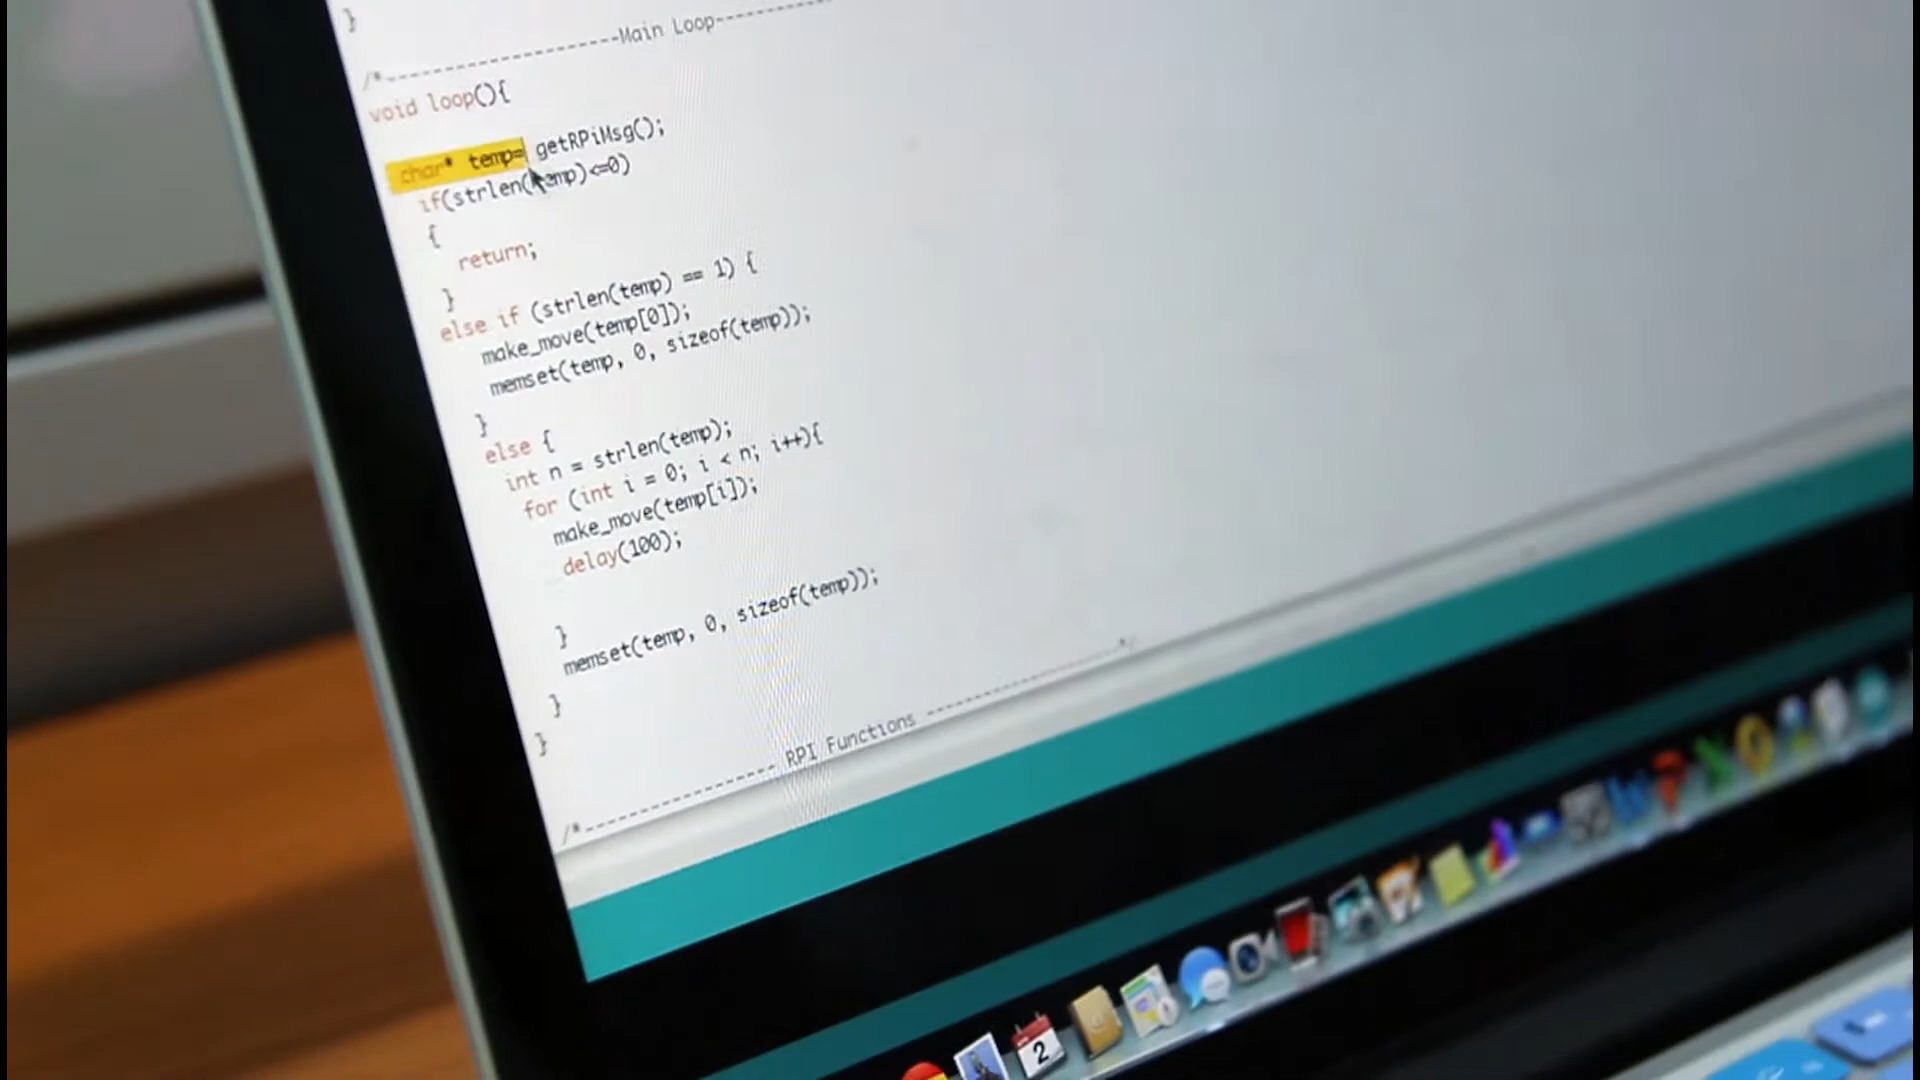 }
/*--------------------Main Loop----------
void loop(){
char* temp= getRPiMsg();
if(strlen(temp)<=0)
{
return;
}
else if (strlen(temp) == 1) {
make_move(temp[0]);
memset(temp, 0, sizeof(temp));
}
else {
int n = strlen(temp);
for (int i = 0; i < n; i++){
make_move(temp[i]);
delay(100);
}
memset(temp, 0, sizeof(temp));
}
}
/*----------------- RPI Functions -----------------*/
2